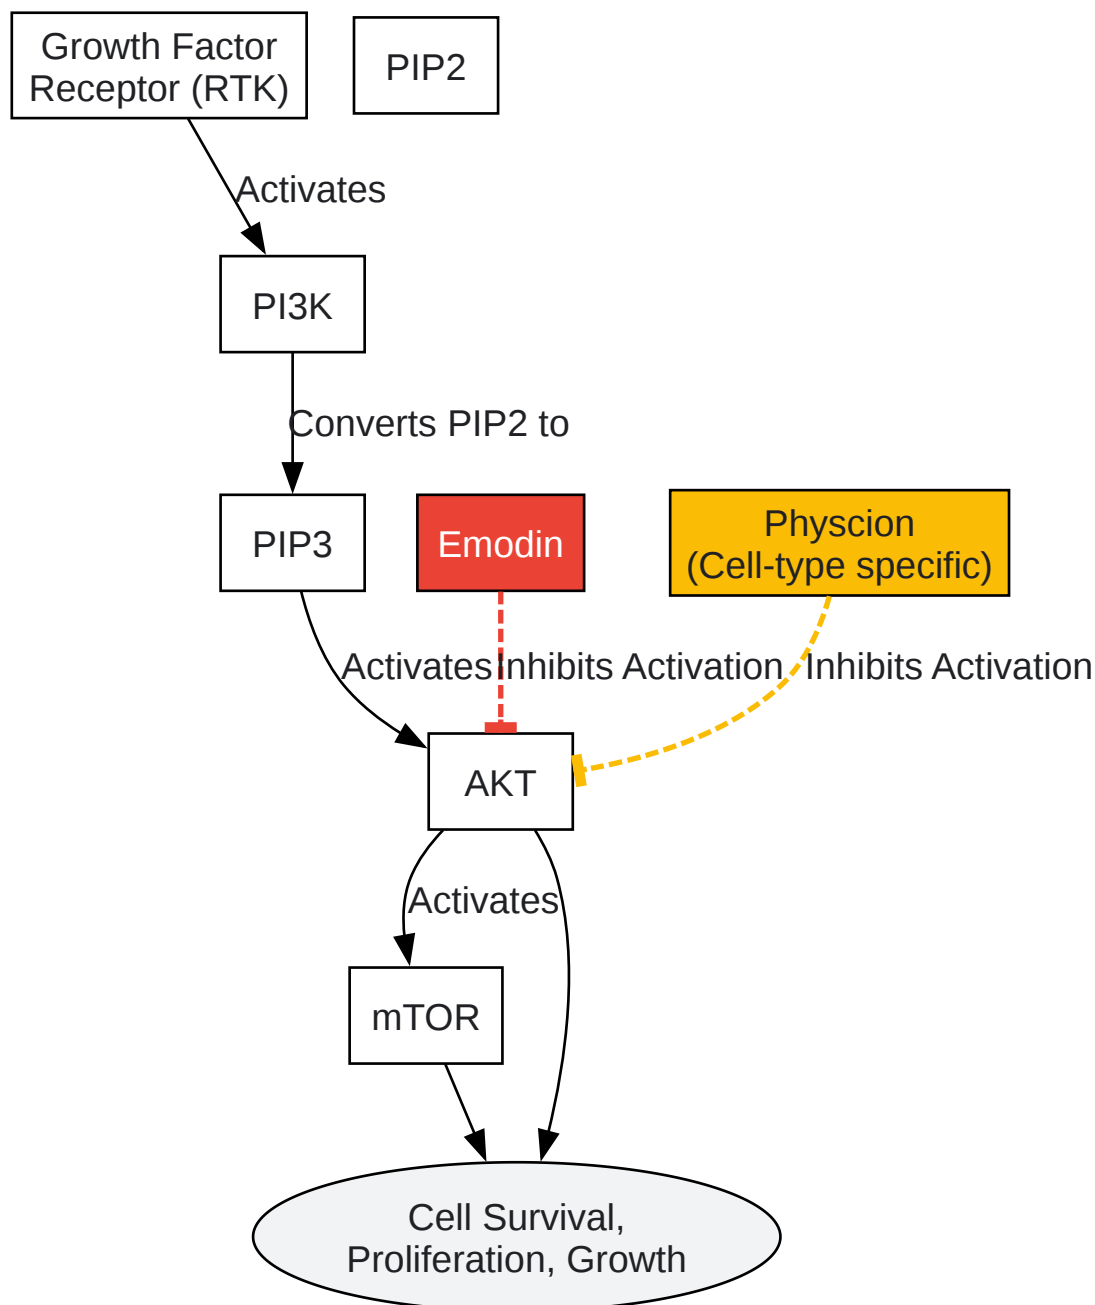 Growth Factor
Receptor (RTK)
PIP2
Activates
PI3K
Converts PIP2 to
PIP3
Emodin
Physcion
(Cell-type specific)
Activates
Inhibits Activation
Inhibits Activation
AKT
Activates
mTOR
Cell Survival,
Proliferation, Growth